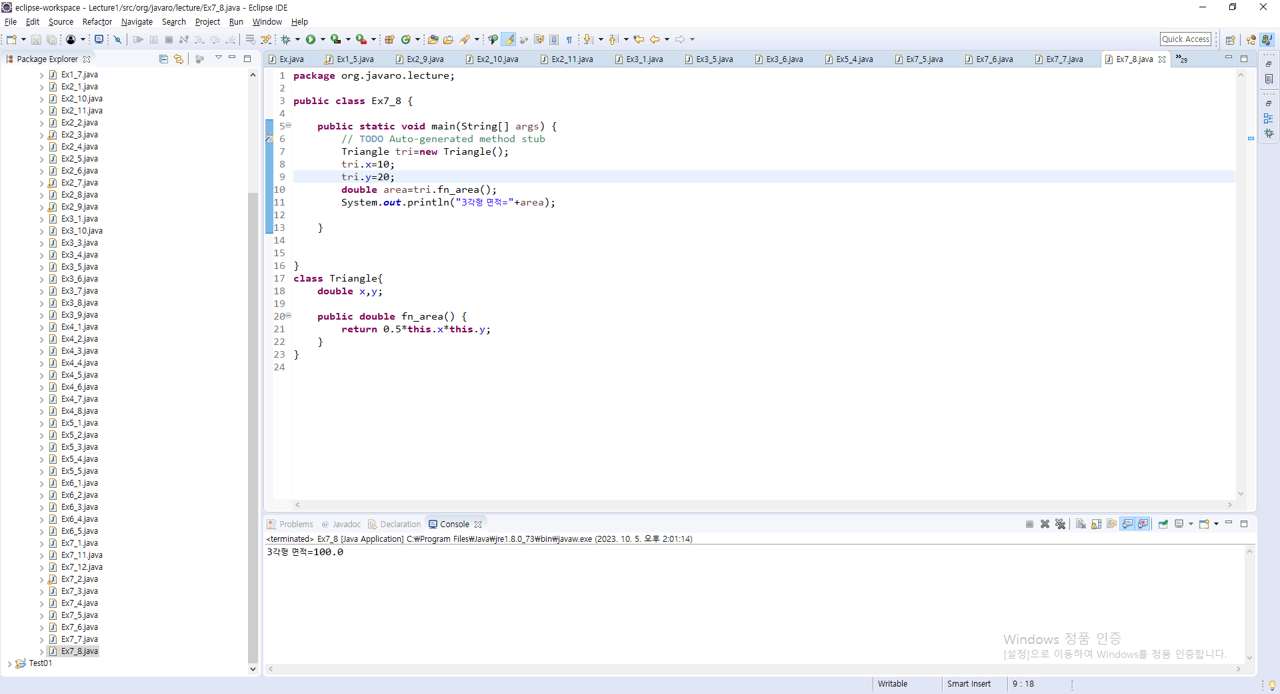 eclipse-workspace - Lecture1/src/org/javaro/lecture/Ex7_8.java - Eclipse IDE
File Edit Source Refactor Navigate Search Project Run Window Help
Quick Access
Package Explorer
Ex.java Ex1_5.java Ex2_9.java Ex2_10.java Ex2_11.java Ex3_1.java Ex3_5.java Ex3_6.java Ex5_4.java Ex7_5.java Ex7_6.java Ex7_7.java Ex7_8.java »29
Ex1_7.java
Ex2_1.java
Ex2_10.java
Ex2_11.java
Ex2_2.java
Ex2_3.java
Ex2_4.java
Ex2_5.java
Ex2_6.java
Ex2_7.java
Ex2_8.java
Ex2_9.java
Ex3_1.java
Ex3_10.java
Ex3_3.java
Ex3_4.java
Ex3_5.java
Ex3_6.java
Ex3_7.java
Ex3_8.java
Ex3_9.java
Ex4_1.java
Ex4_2.java
Ex4_3.java
Ex4_4.java
Ex4_5.java
Ex4_6.java
Ex4_7.java
Ex4_8.java
Ex5_1.java
Ex5_2.java
Ex5_3.java
Ex5_4.java
Ex5_5.java
Ex6_1.java
Ex6_2.java
Ex6_3.java
Ex6_4.java
Ex6_5.java
Ex7_1.java
Ex7_11.java
Ex7_12.java
Ex7_2.java
Ex7_3.java
Ex7_4.java
Ex7_5.java
Ex7_6.java
Ex7_7.java
Ex7_8.java
Test01
1 package org.javaro.lecture;
2
3 public class Ex7_8 {
4
5 public static void main(String[] args) {
6 // TODO Auto-generated method stub
7 Triangle tri=new Triangle();
8 tri.x=10;
9 tri.y=20;
10 double area=tri.fn_area();
11 System.out.println("3각형 면적="+area);
12
13 }
14
15
16 }
17 class Triangle{
18 double x,y;
19
20 public double fn_area() {
21 return 0.5*this.x*this.y;
22 }
23 }
24
Problems Javadoc Declaration Console
<terminated> Ex7_8 [Java Application] C:₩Program Files₩Java₩jre1.8.0_73₩bin₩javaw.exe (2023. 10. 5. 오후 2:01:14)
3각형 면적=100.0
Windows 정품 인증
[설정]으로 이동하여 Windows를 정품 인증합니다.
Writable Smart Insert 9 : 18